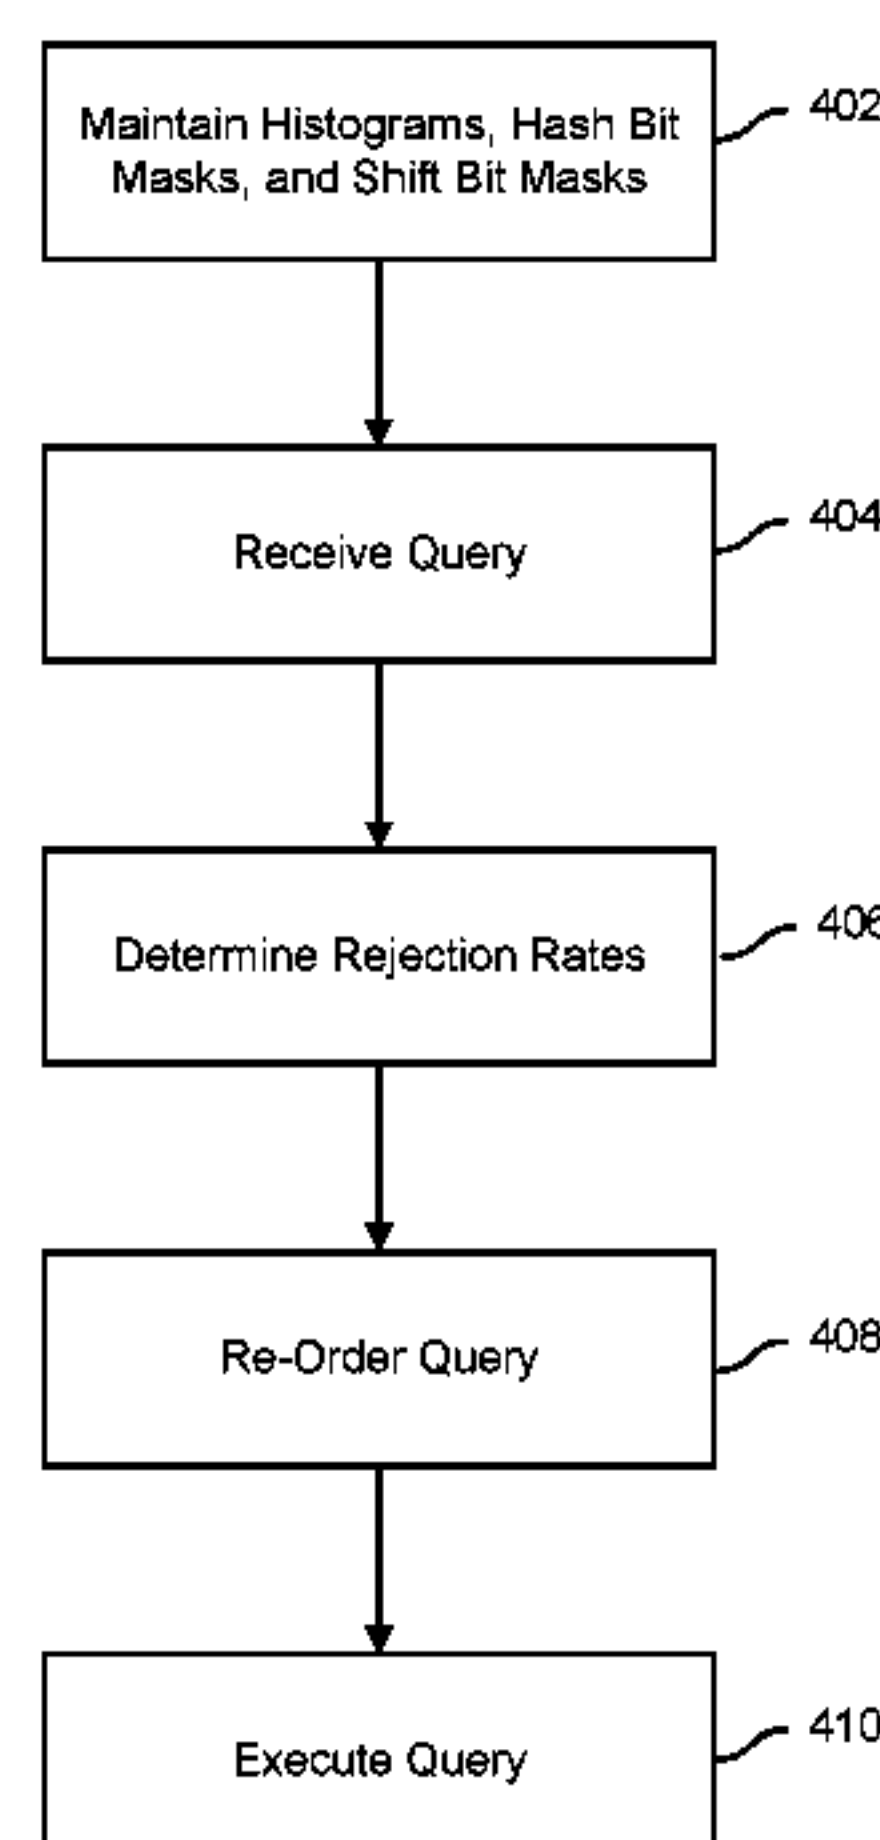 Maintain Histograms, Hash Bit
Masks, and Shift Bit Masks
402
Receive Query
404
Determine Rejection Rates
406
Re-Order Query
408
Execute Query
410